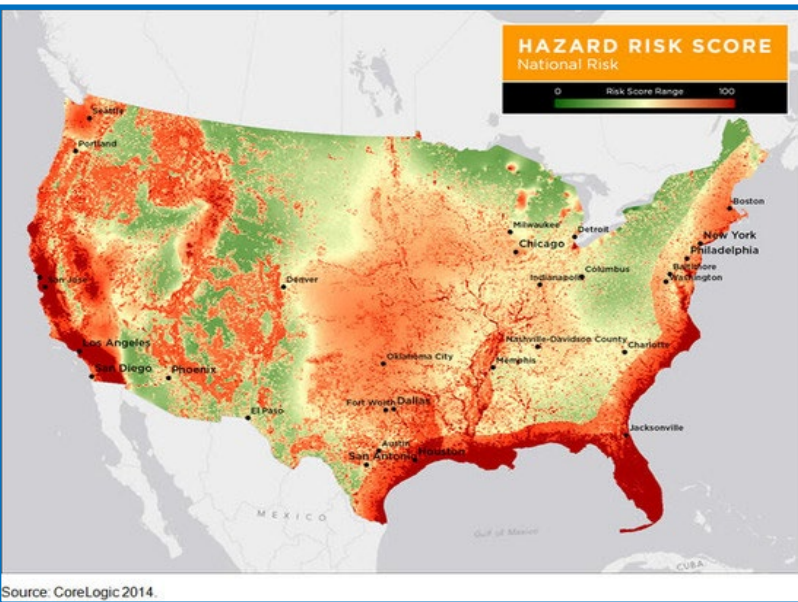 HAZARD RISK SCORE
National Risk
0 Risk Score Range 100
Seattle
Portland
Boston
Milwaukee
Detroit
New York
Chicago
Philadelphia
Columbus
Baltimore
San Jose
Denver
Indianapolis
Washington
Los Angeles
Nashville-Davidson County
Charlotte
San Diego
Phoenix
Oklahoma City
Memphis
El Paso
Fort Worth
Dallas
Jacksonville
Austin
San Antonio
Houston
MEXICO
Gulf of Mexico
CUBA
Source: CoreLogic 2014.